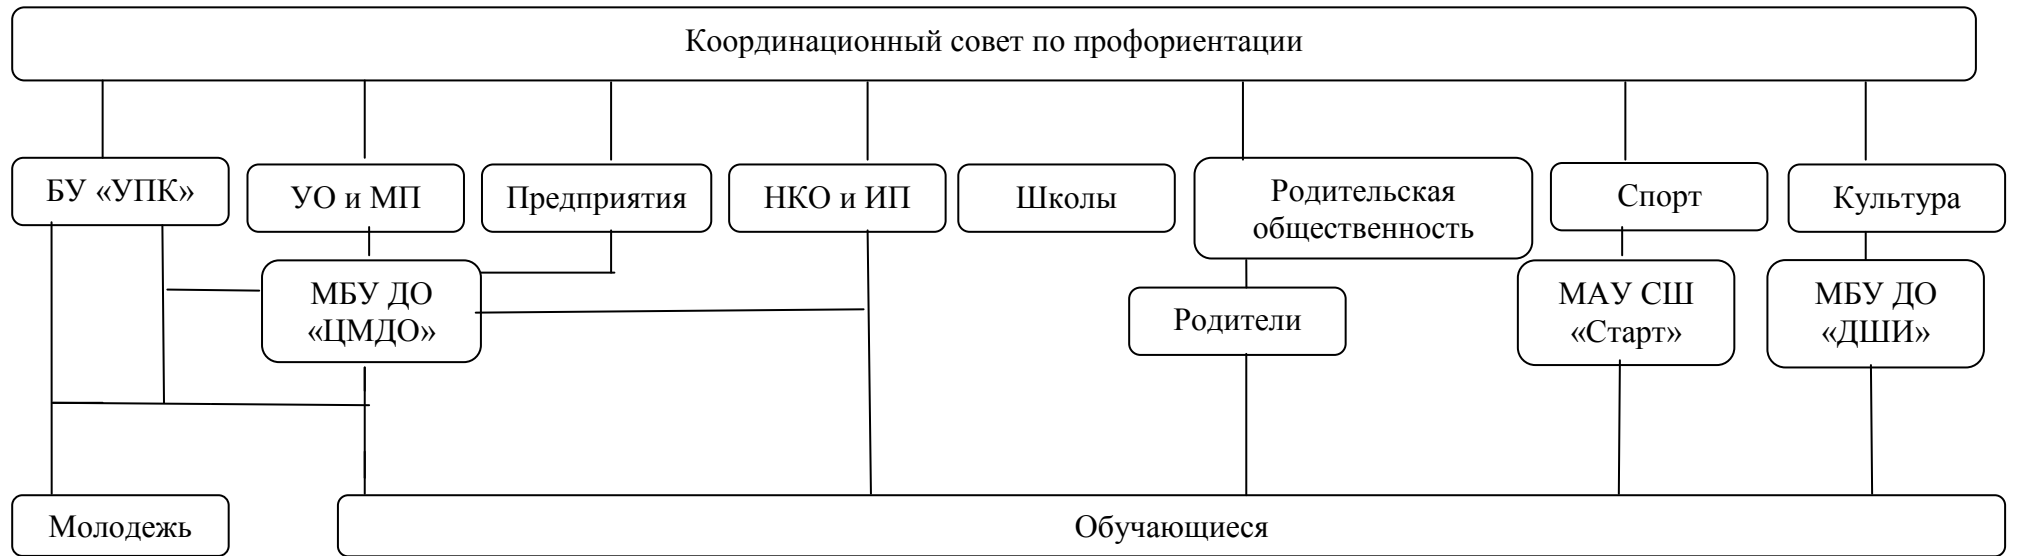 Координационный совет по профориентации
БУ «УПК»
УО и МП
Предприятия
НКО и ИП
Школы
Родительская
общественность
Спорт
Культура
МБУ ДО
«ЦМДО»
Родители
МАУ СШ
«Старт»
МБУ ДО
«ДШИ»
Молодежь
Обучающиеся